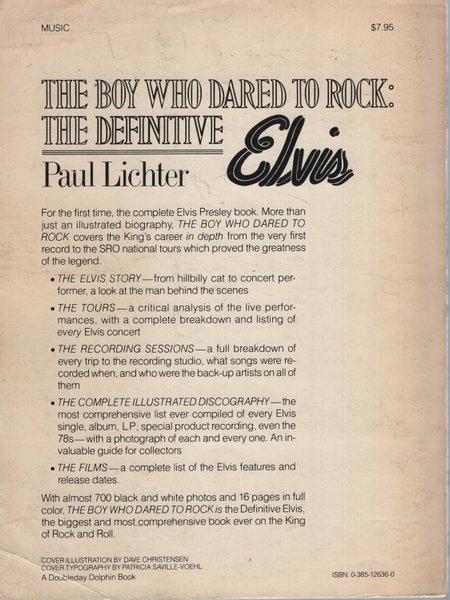 MUSIC
$7.95
THE BOY WHO DARED TO ROCK:
THE DEFINITIVE Elvis
Paul Lichter
For the first time, the complete Elvis Presley book. More than
just an illustrated biography, THE BOY WHO DARED TO
ROCK covers the King's career in depth from the very first
record to the SRO national tours which proved the greatness
of the legend.
• THE ELVIS STORY—from hillbilly cat to concert per-
former, a look at the man behind the scenes
• THE TOURS—a critical analysis of the live perfor-
mances, with a complete breakdown and listing of
every Elvis concert
• THE RECORDING SESSIONS—a full breakdown of
every trip to the recording studio, what songs were re-
corded when, and who were the back-up artists on all of
them
• THE COMPLETE ILLUSTRATED DISCOGRAPHY—the
most comprehensive list ever compiled of every Elvis
single, album, L.P., special product recording, even the
78s—with a photograph of each and every one. An in-
valuable guide for collectors
• THE FILMS—a complete list of the Elvis features and
release dates.
With almost 700 black and white photos and 16 pages in full
color, THE BOY WHO DARED TO ROCK is the Definitive Elvis,
the biggest and most comprehensive book ever on the King
of Rock and Roll.
COVER ILLUSTRATION BY DAVE CHRISTENSEN
COVER TYPOGRAPHY BY PATRICIA SAVILLE-VOEHL
A Doubleday Dolphin Book
ISBN: 0-385-12636-0